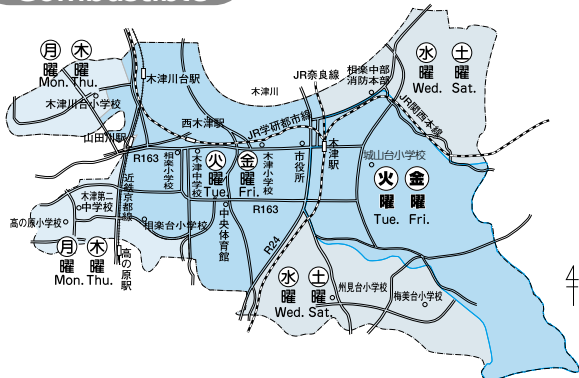 月 木
曜 曜
Mon. Thu.
木津川台駅
木津川台小学校
山田川駅
西木津駅
木津川
JR奈良線
相楽中部
消防本部
水 土
曜 曜
Wed. Sat.
JR関西本線
JR学研都市線
R163
相楽小学校
木津中学校
火 金
曜 曜
Tue. Fri.
木津小学校
市役所
木津駅
城山台小学校
火 金
曜 曜
Tue. Fri.
近鉄京都線
木津第二
中学校
高の原小学校
相楽台小学校
中央体育館
R163
R24
月 木
曜 曜
Mon. Thu.
高の原駅
水 土
曜 曜
Wed. Sat.
州見台小学校
梅美台小学校
4